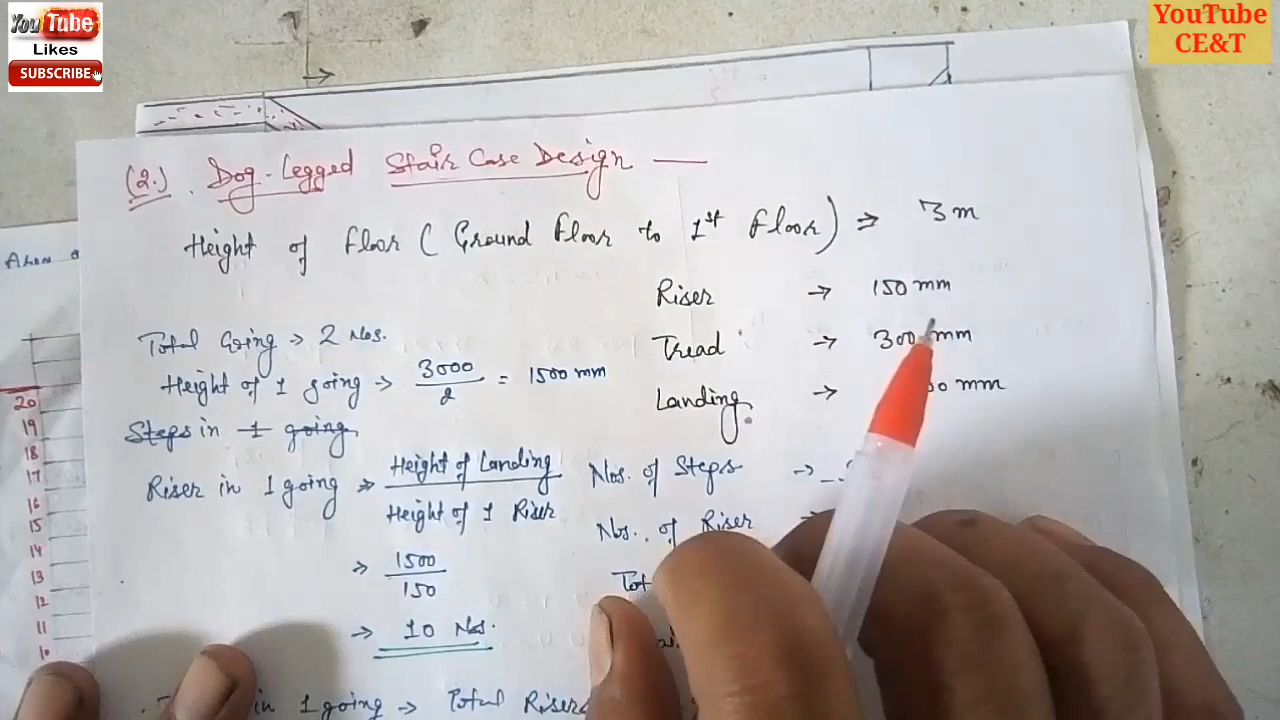 You Tube
Likes
SUBSCRIBE
YouTube
CE&T
(2.) Dog-Legged Stair Case Design —
Height of Floor ( Ground Floor to 1st Floor) ⇒ 3 m
Riser → 150 mm
Tread → 300 mm
Landing →
Total Going → 2 Nos.
Height of 1 going → 3000 / 2 = 1500 mm
Steps in 1 going
Riser in 1 going ⇒ Height of Landing / Height of 1 Riser
⇒ 1500 / 150
→ 10 Nos.
in 1 going → Total Riser
Nos. of Steps →
Nos. of Riser
20
19
18
17
16
15
14
13
12
11
10